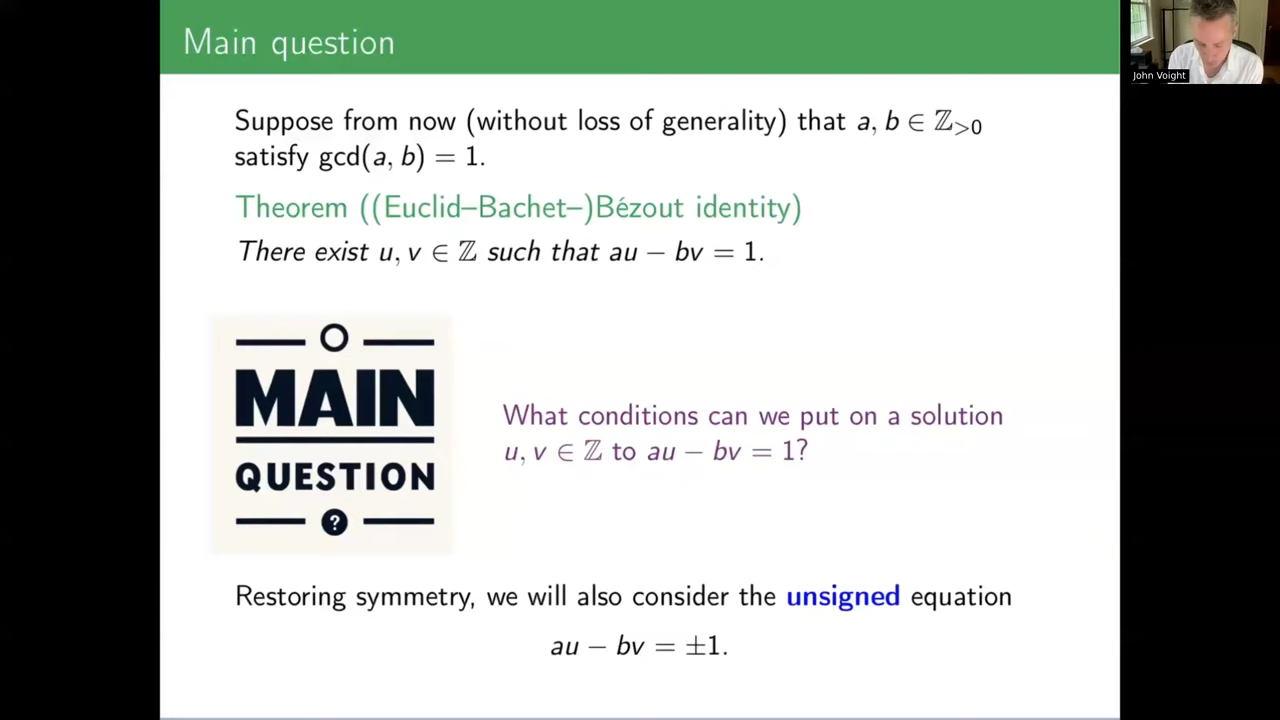 Main question
John Voight
Suppose from now (without loss of generality) that a, b ∈ ℤ>0
satisfy gcd(a, b) = 1.
Theorem ((Euclid–Bachet–)Bézout identity)
There exist u, v ∈ ℤ such that au − bv = 1.
MAIN
QUESTION
?
What conditions can we put on a solution
u, v ∈ ℤ to au − bv = 1?
Restoring symmetry, we will also consider the unsigned equation
au − bv = ±1.